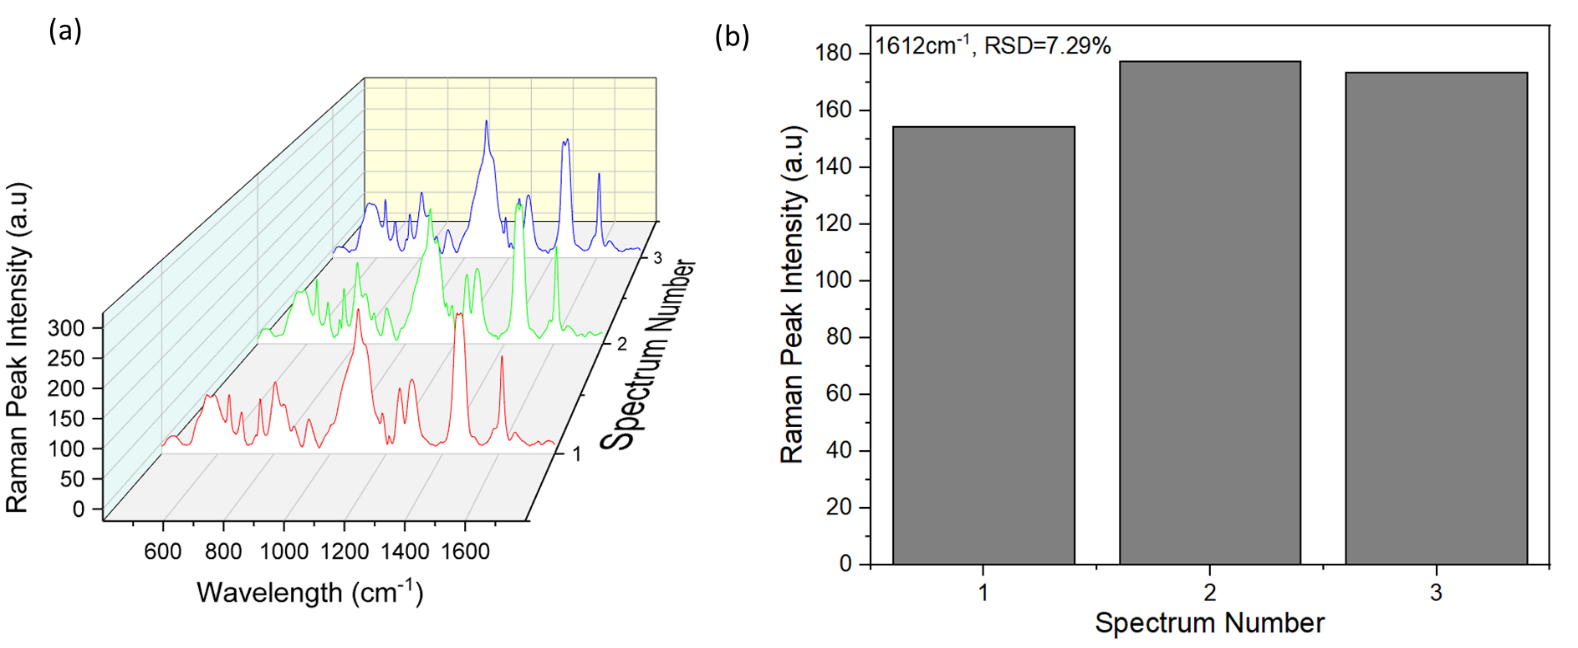 (a)
Raman Peak Intensity (a.u)
300
250
200
150
100
50
0
600 800 1000 1200 1400 1600
Wavelength (cm⁻¹)
1
2
3
Spectrum Number
(b)
1612cm⁻¹, RSD=7.29%
Raman Peak Intensity (a.u)
180
160
140
120
100
80
60
40
20
0
1 2 3
Spectrum Number